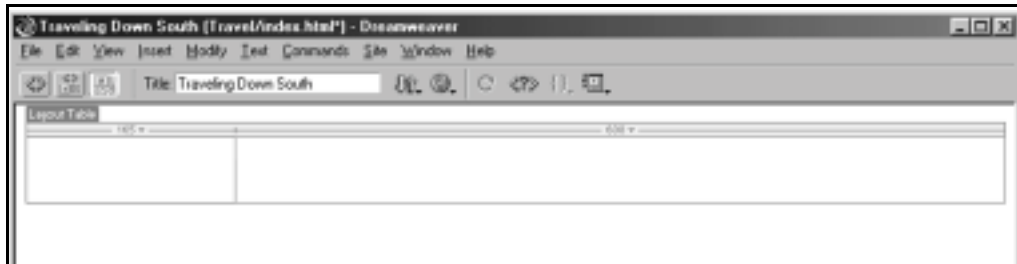 Traveling Down South (Travel/index.html*) - Dreamweaver
File Edit View Insert Modify Text Commands Site Window Help
Title: Traveling Down South
Layout Table